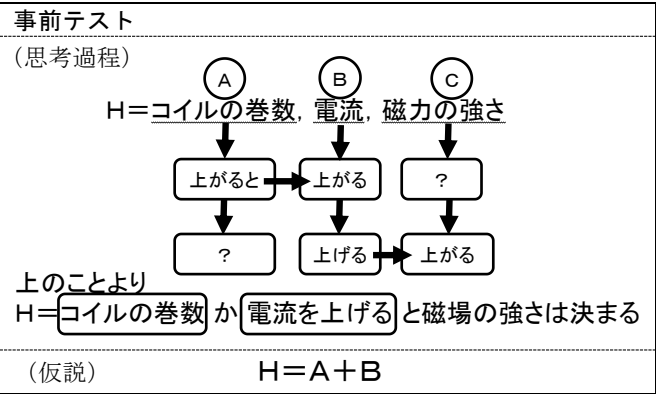 事前テスト
（思考過程）
A B C
H＝コイルの巻数，電流，磁力の強さ
上がると 上がる ？
？ 上げる 上がる
上のことより
H＝コイルの巻数 か 電流を上げる と磁場の強さは決まる
（仮説） H＝A＋B